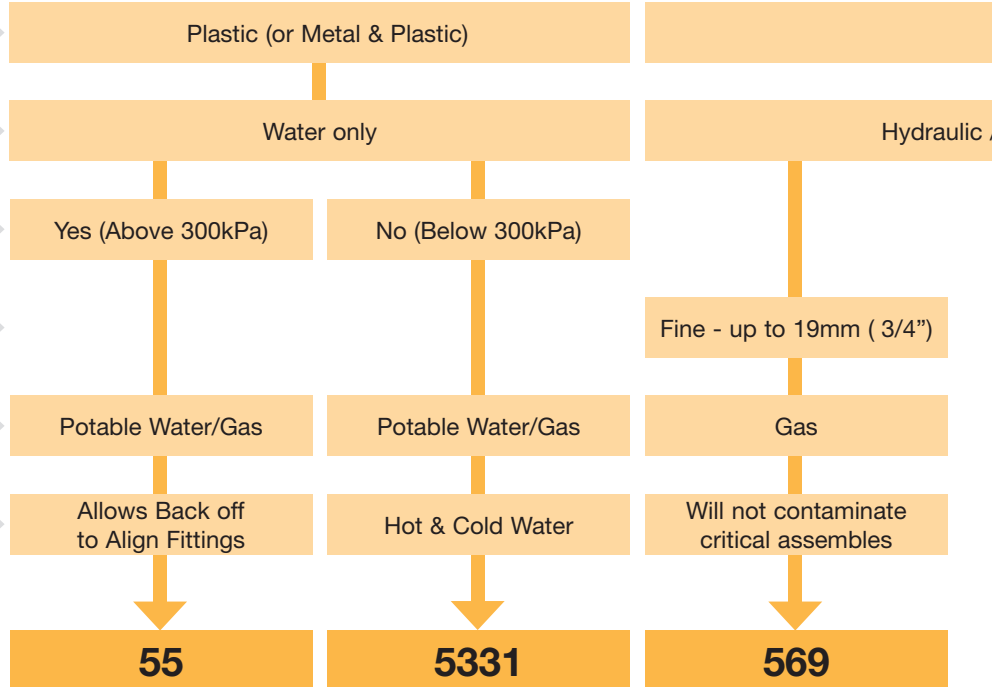 Plastic (or Metal & Plastic)
Water only
Hydraulic
Yes (Above 300kPa)
No (Below 300kPa)
Fine - up to 19mm ( 3/4”)
Potable Water/Gas
Potable Water/Gas
Gas
Allows Back off
to Align Fittings
Hot & Cold Water
Will not contaminate
critical assembles
55
5331
569